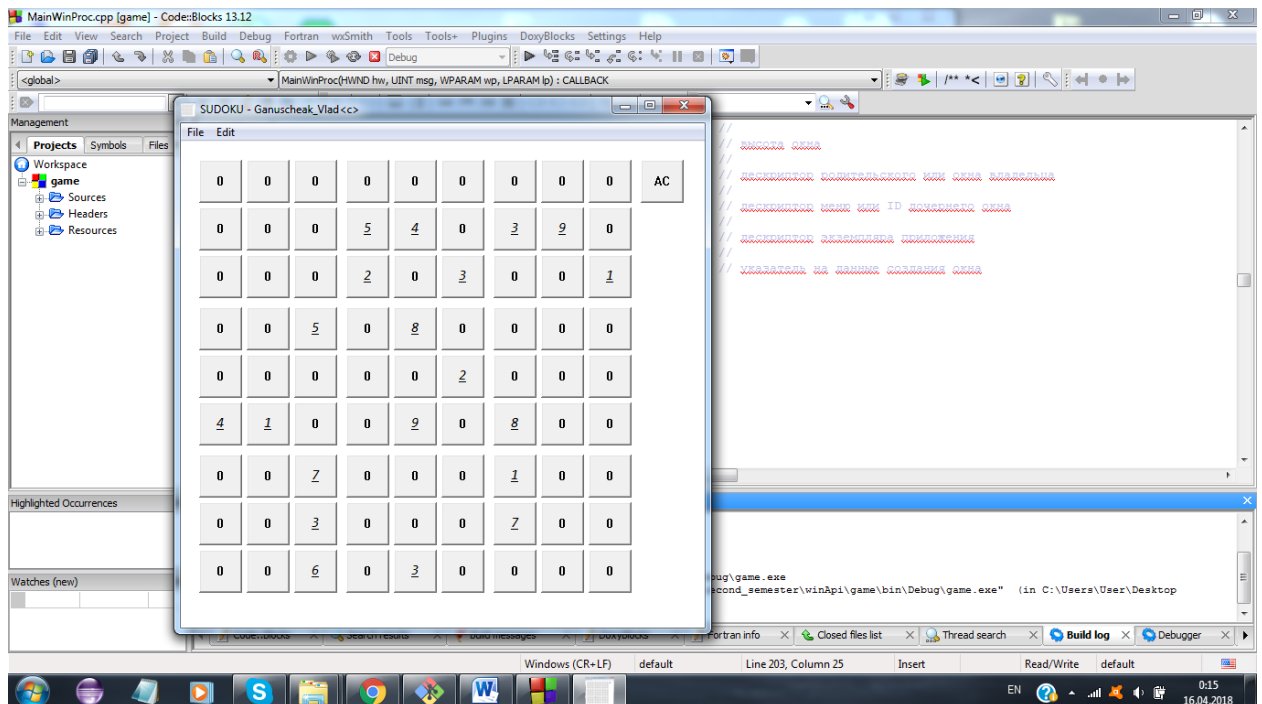 MainWinProc.cpp [game] - Code::Blocks 13.12
File Edit View Search Project Build Debug Fortran wxSmith Tools Tools+ Plugins DoxyBlocks Settings Help
Debug
<global>
MainWinProc(HWND hw, UINT msg, WPARAM wp, LPARAM lp) : CALLBACK
/** *<
Management
Projects Symbols Files
Workspace
game
Sources
Headers
Resources
SUDOKU - Ganuscheak_Vlad<c>
File Edit
0 0 0 0 0 0 0 0 0 AC
0 0 0 5 4 0 3 9 0
0 0 0 2 0 3 0 0 1
0 0 5 0 8 0 0 0 0
0 0 0 0 0 2 0 0 0
4 1 0 0 9 0 8 0 0
0 0 7 0 0 0 1 0 0
0 0 3 0 0 0 7 0 0
0 0 6 0 3 0 0 0 0
//
// высота окна
//
// дескриптор родительского или окна владельца
//
// дескриптор меню или ID дочернего окна
//
// дескриптор экземпляра приложения
//
// указатель на данные создания окна
Highlighted Occurrences
Watches (new)
bug\game.exe
econd_semester\winApi\game\bin\Debug\game.exe" (in C:\Users\User\Desktop
Code::Blocks Search results Build messages DoxyBlocks Fortran info Closed files list Thread search Build log Debugger
Windows (CR+LF) default Line 203, Column 25 Insert Read/Write default
EN 0:15
16.04.2018